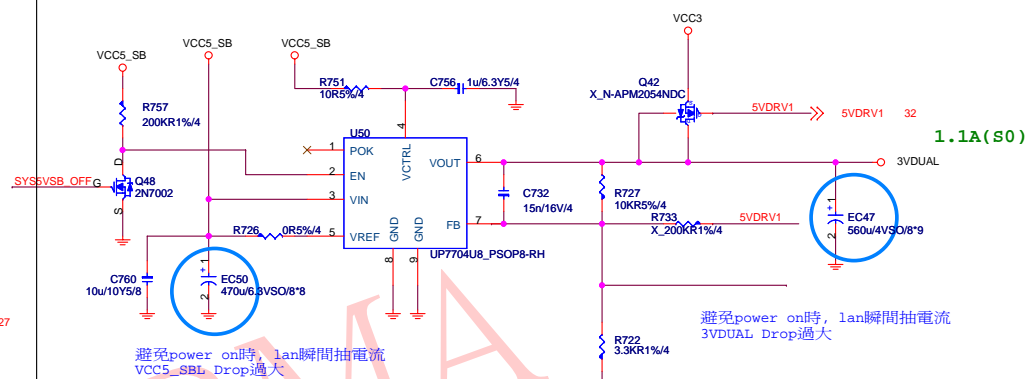 VCC3
VCC5_SB
VCC5_SB
VCC5_SB
R751
10R5%/4
C756
1u/6.3Y5/4
Q42
X_N-APM2054NDC
5VDRV1
5VDRV1 32
1.1A(S0)
R757
200KR1%/4
U50
4
1
POK
VCTRL
VOUT
6
3VDUAL
2
EN
3
VIN
5
VREF
GND
GND
FB
7
8
9
UP7704U8_PSOP8-RH
SYS5VSB_OFF
G
D
S
Q48
2N7002
C732
15n/16V/4
R727
10KR5%/4
R733
X_200KR1%/4
5VDRV1
1
+
2
EC47
560u/4VSO/8*9
R726
0R5%/4
C760
10u/10Y5/8
1
+
2
EC50
470u/6.3VSO/8*8
27
避免power on時, lan瞬間抽電流
VCC5_SBL Drop過大
避免power on時, lan瞬間抽電流
3VDUAL Drop過大
R722
3.3KR1%/4